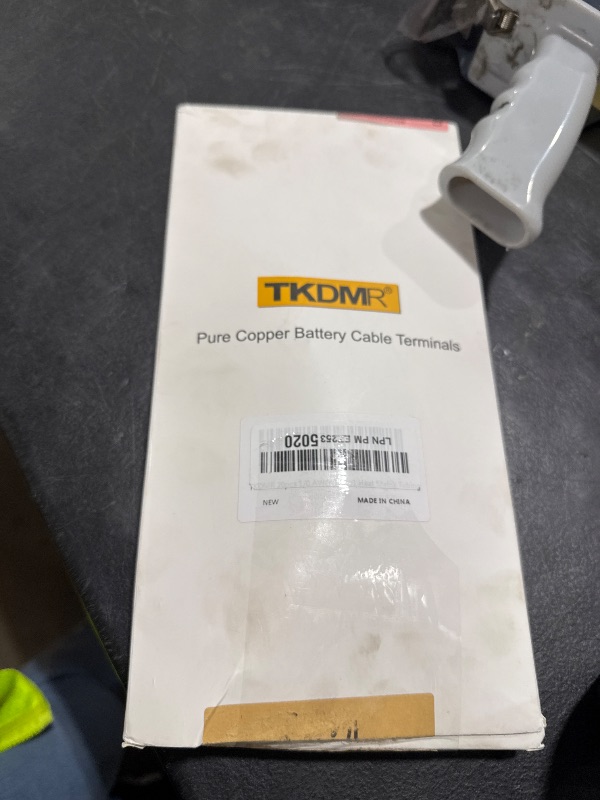 TKDMR®
Pure Copper Battery Cable Terminals
LPN PM 5020
NEW MADE IN CHINA